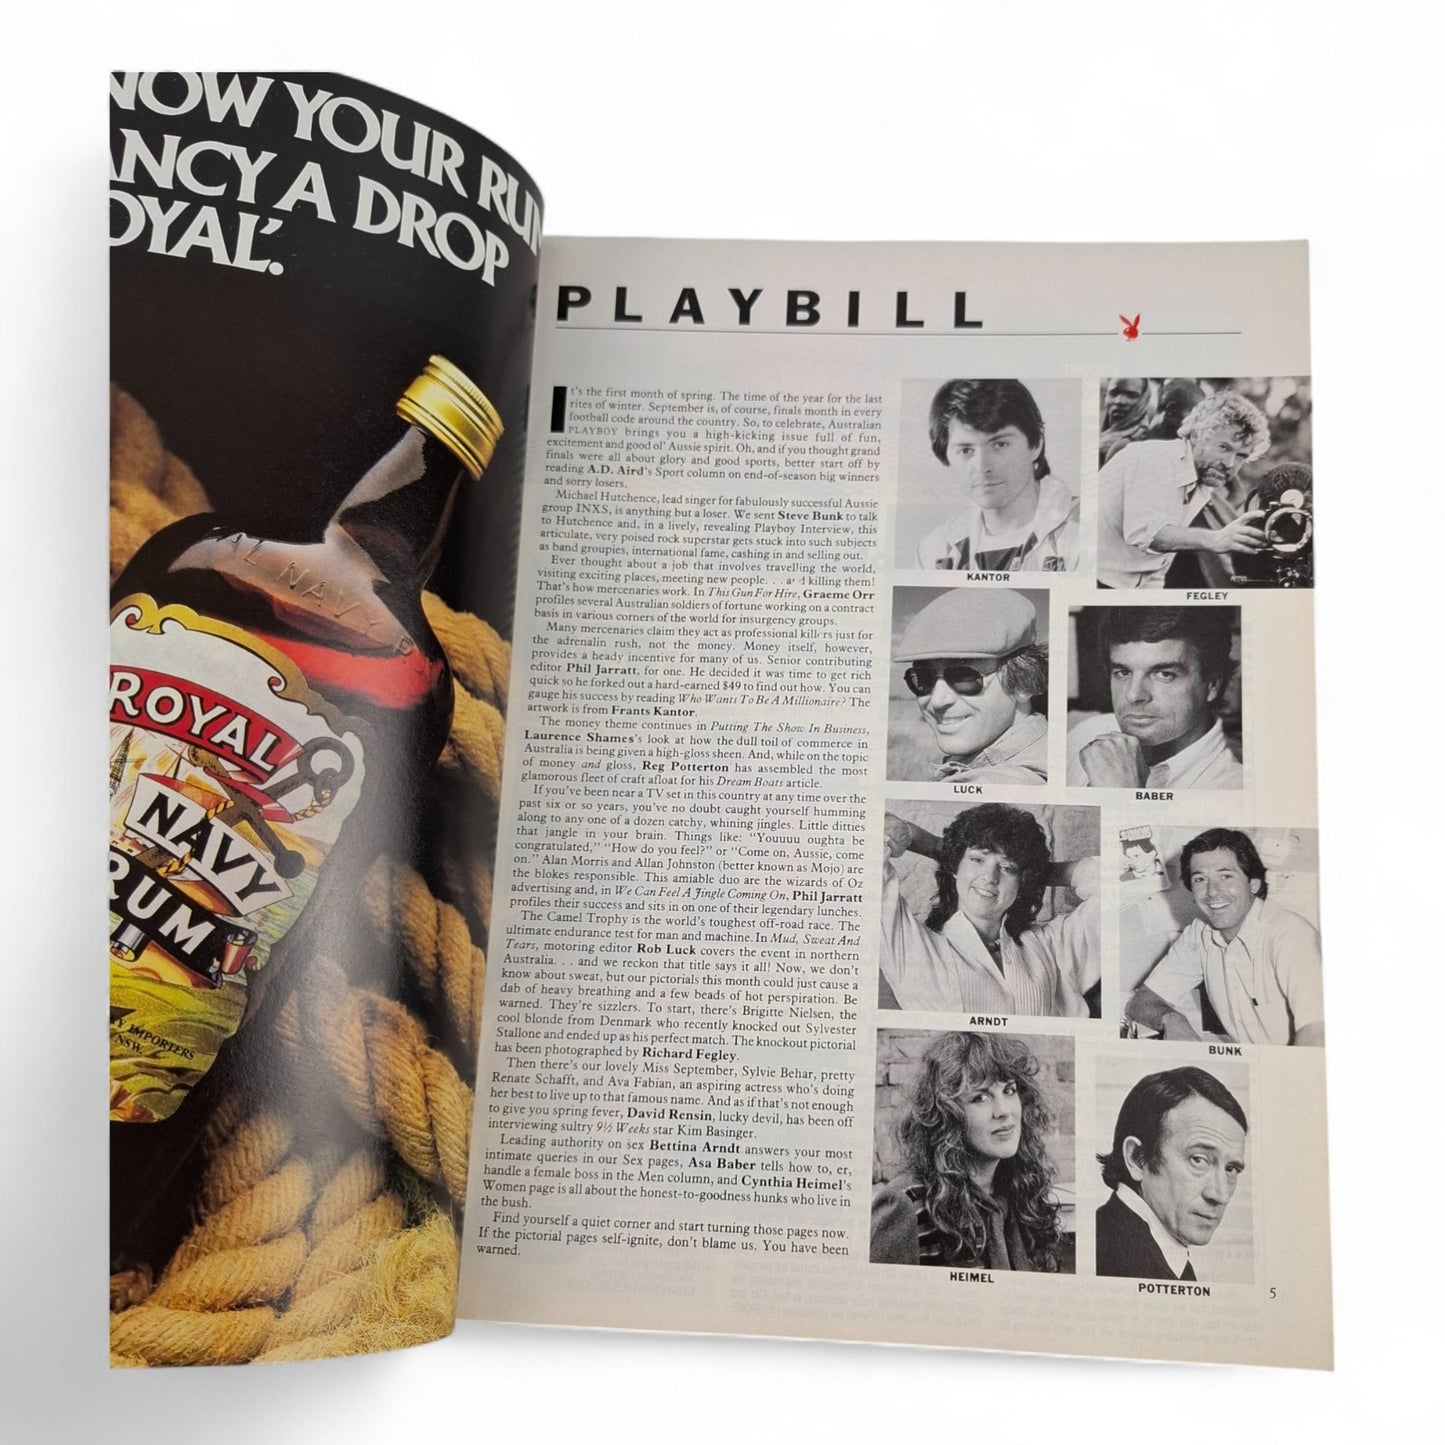 NOW YOUR RUM
ANCY A DROP
OYAL'.
AL NAVY
ROYAL
NAVY
RUM
IMPORTERS
NSW.
PLAYBILL
It's the first month of spring. The time of the year for the last
rites of winter. September is, of course, finals month in every
football code around the country. So, to celebrate, Australian
PLAYBOY brings you a high-kicking issue full of fun,
excitement and good ol' Aussie spirit. Oh, and if you thought grand
finals were all about glory and good sports, better start off by
reading A.D. Aird's Sport column on end-of-season big winners
and sorry losers.
Michael Hutchence, lead singer for fabulously successful Aussie
group INXS, is anything but a loser. We sent Steve Bunk to talk
to Hutchence and, in a lively, revealing Playboy Interview, this
articulate, very poised rock superstar gets stuck into such subjects
as band groupies, international fame, cashing in and selling out.
Ever thought about a job that involves travelling the world,
visiting exciting places, meeting new people. . . and killing them!
That's how mercenaries work. In This Gun For Hire, Graeme Orr
profiles several Australian soldiers of fortune working on a contract
basis in various corners of the world for insurgency groups.
Many mercenaries claim they act as professional killers just for
the adrenalin rush, not the money. Money itself, however,
provides a heady incentive for many of us. Senior contributing
editor Phil Jarratt, for one. He decided it was time to get rich
quick so he forked out a hard-earned $49 to find out how. You can
gauge his success by reading Who Wants To Be A Millionaire? The
artwork is from Frants Kantor.
The money theme continues in Putting The Show In Business,
Laurence Shames's look at how the dull toil of commerce in
Australia is being given a high-gloss sheen. And, while on the topic
of money and gloss, Reg Potterton has assembled the most
glamorous fleet of craft afloat for his Dream Boats article.
If you've been near a TV set in this country at any time over the
past six or so years, you've no doubt caught yourself humming
along to any one of a dozen catchy, whining jingles. Little ditties
that jangle in your brain. Things like: "Youuuu oughta be
congratulated," "How do you feel?" or "Come on, Aussie, come
on." Alan Morris and Allan Johnston (better known as Mojo) are
the blokes responsible. This amiable duo are the wizards of Oz
advertising and, in We Can Feel A Jingle Coming On, Phil Jarratt
profiles their success and sits in on one of their legendary lunches.
The Camel Trophy is the world's toughest off-road race. The
ultimate endurance test for man and machine. In Mud, Sweat And
Tears, motoring editor Rob Luck covers the event in northern
Australia. . . and we reckon that title says it all! Now, we don't
know about sweat, but our pictorials this month could just cause a
dab of heavy breathing and a few beads of hot perspiration. Be
warned. They're sizzlers. To start, there's Brigitte Nielsen, the
cool blonde from Denmark who recently knocked out Sylvester
Stallone and ended up as his perfect match. The knockout pictorial
has been photographed by Richard Fegley.
Then there's our lovely Miss September, Sylvie Behar, pretty
Renate Schafft, and Ava Fabian, an aspiring actress who's doing
her best to live up to that famous name. And as if that's not enough
to give you spring fever, David Rensin, lucky devil, has been off
interviewing sultry 9½ Weeks star Kim Basinger.
Leading authority on sex Bettina Arndt answers your most
intimate queries in our Sex pages, Asa Baber tells how to, er,
handle a female boss in the Men column, and Cynthia Heimel's
Women page is all about the honest-to-goodness hunks who live in
the bush.
Find yourself a quiet corner and start turning those pages now.
If the pictorial pages self-ignite, don't blame us. You have been
warned.
KANTOR
FEGLEY
LUCK
BABER
ARNDT
BUNK
HEIMEL
POTTERTON
5